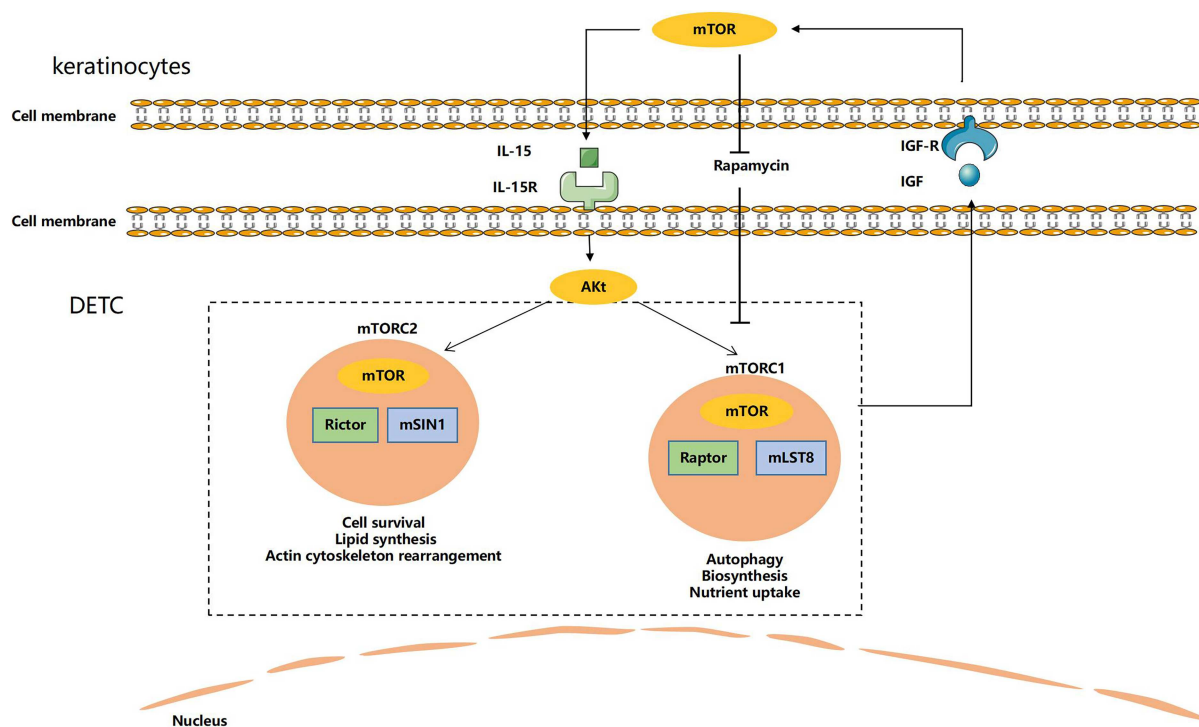 mTOR
keratinocytes
Cell membrane
IL-15
IL-15R
Rapamycin
IGF-R
IGF
Cell membrane
DETC
AKt
mTORC2
mTOR
Rictor
mSIN1
Cell survival
Lipid synthesis
Actin cytoskeleton rearrangement
mTORC1
mTOR
Raptor
mLST8
Autophagy
Biosynthesis
Nutrient uptake
Nucleus